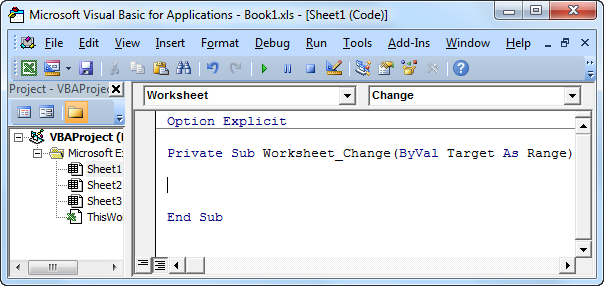 Microsoft Visual Basic for Applications - Book1.xls - [Sheet1 (Code)]
File Edit View Insert Format Debug Run Tools Add-Ins Window Help
Project - VBAProjec
Worksheet Change
VBAProject (
Microsoft E
Sheet1
Sheet2
Sheet3
ThisWo
Option Explicit
Private Sub Worksheet_Change(ByVal Target As Range)
End Sub